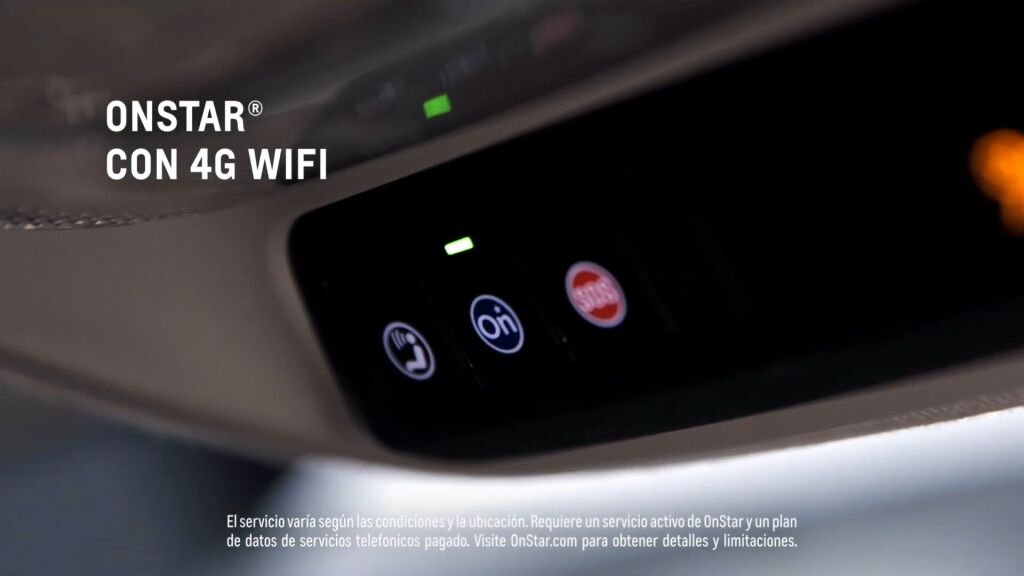 ONSTAR®
CON 4G WIFI
On
SOS
El servicio varía según las condiciones y la ubicación. Requiere un servicio activo de OnStar y un plan
de datos de servicios telefonicos pagado. Visite OnStar.com para obtener detalles y limitaciones.